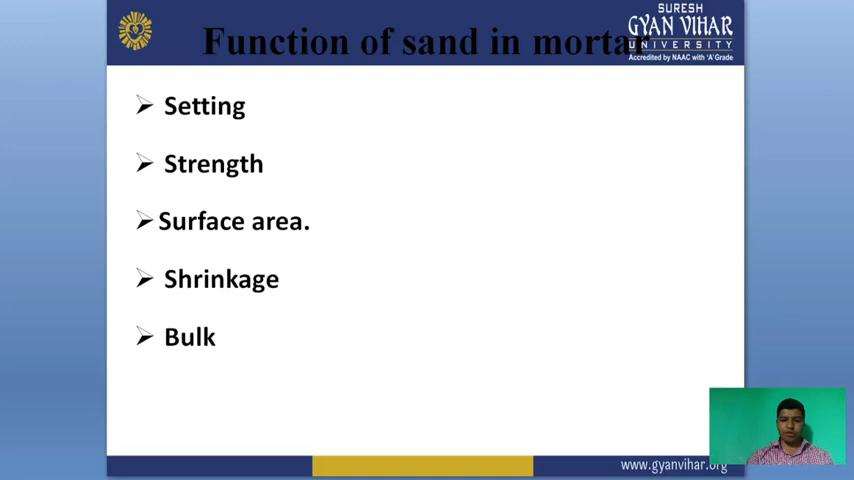 SURESH
GYAN VIHAR
UNIVERSITY
Accredited by NAAC with 'A' Grade
Function of sand in mortar
Setting
Strength
Surface area.
Shrinkage
Bulk
www.gyanvihar.org